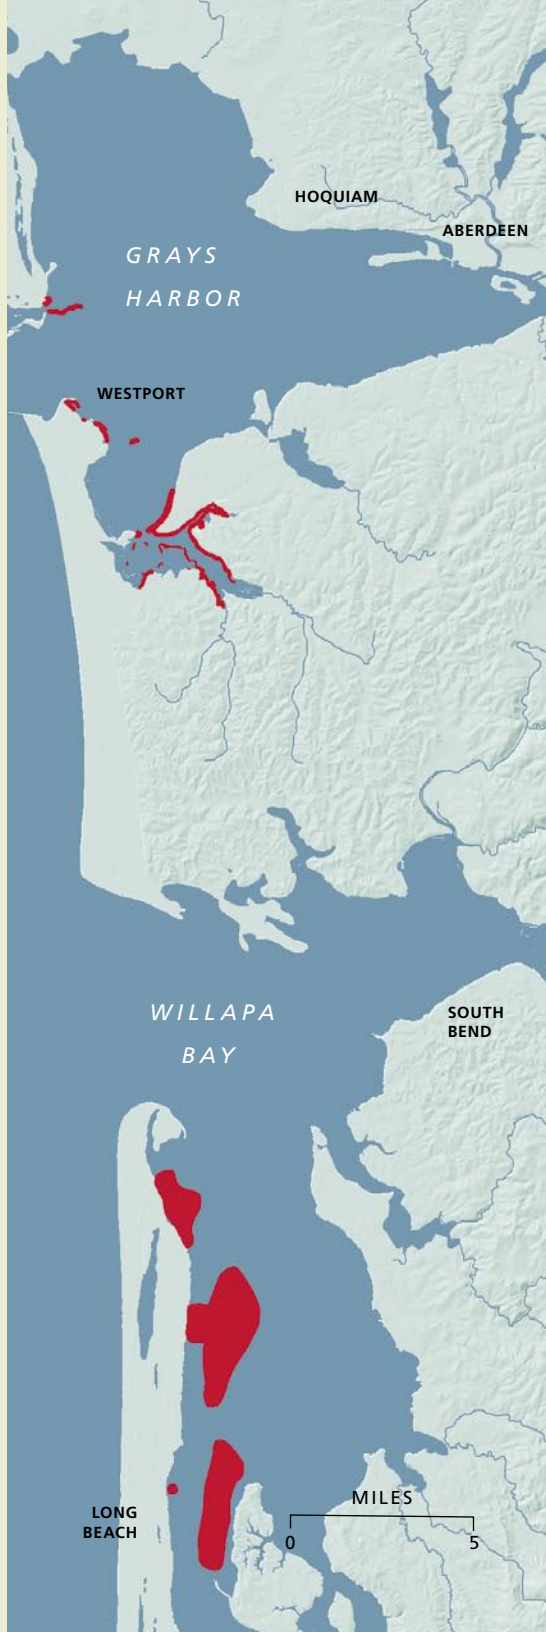 HOQUIAM
ABERDEEN
GRAYS
HARBOR
WESTPORT
WILLAPA
BAY
SOUTH
BEND
MILES
0 5
LONG
BEACH